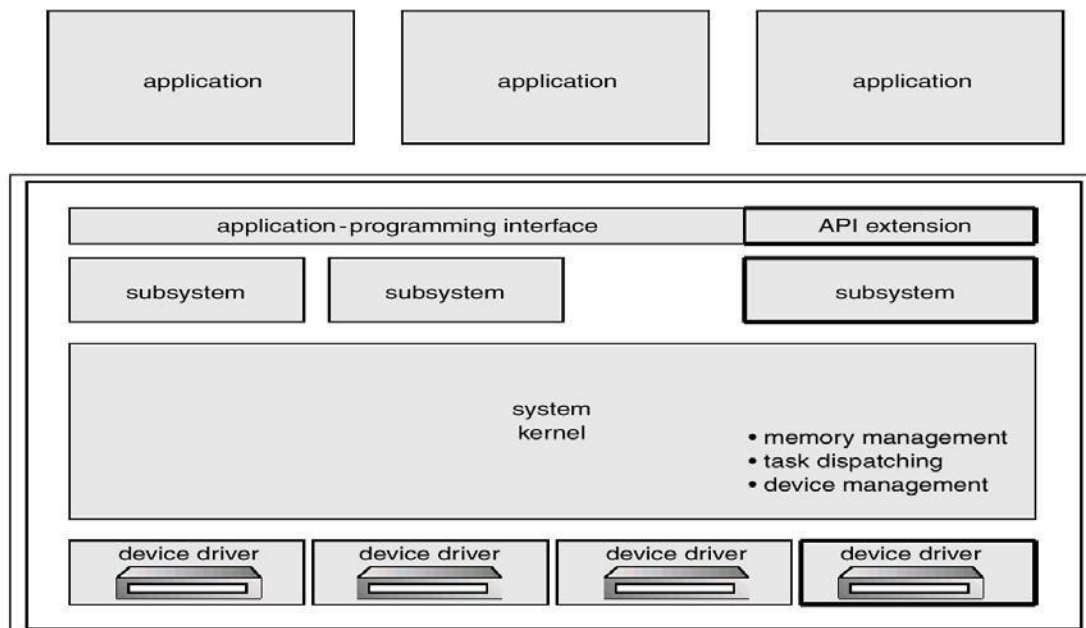 application
application
application
application-programming interface
API extension
subsystem
subsystem
subsystem
system
kernel
• memory management
• task dispatching
• device management
device driver
device driver
device driver
device driver